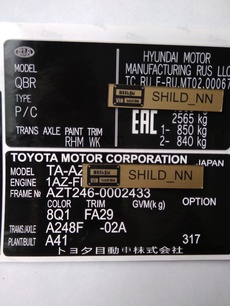 HYUNDAI MOTOR
MODEL MANUFACTURING RUS LLC
QBR TC RU Е-RU.МТ02.00067
TYPE SHILD_NN
P/C EAC 2565 kg
TRANS AXLE PAINT TRIM 1- 850 kg
RHM WK 2- 840 kg
TOYOTA MOTOR CORPORATION JAPAN
MODEL TA-AZ
ENGINE 1AZ-F SHILD_NN
FRAME No. AZT246-0002433
COLOR TRIM GVM(kg) OPTION
8Q1 FA29
TRANS/AXLE A248F -02A
PLANT/BUILT A41 317
トヨタ自動車株式会社